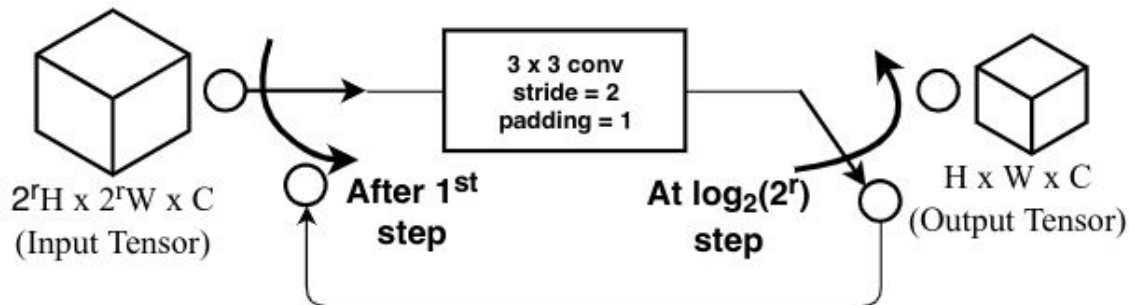 3 x 3 conv
stride = 2
padding = 1
2ʳH x 2ʳW x C
(Input Tensor)
After 1ˢᵗ
step
At log₂(2ʳ)
step
H x W x C
(Output Tensor)